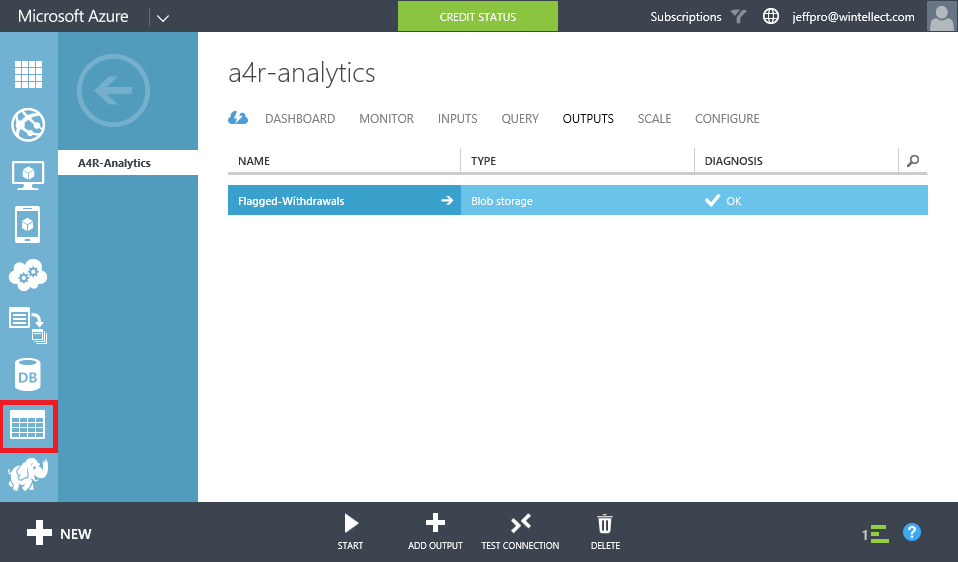 Microsoft Azure
CREDIT STATUS
Subscriptions
jeffpro@wintellect.com
a4r-analytics
DASHBOARD MONITOR INPUTS QUERY OUTPUTS SCALE CONFIGURE
A4R-Analytics
NAME TYPE DIAGNOSIS
Flagged-Withdrawals Blob storage OK
DB
NEW
START ADD OUTPUT TEST CONNECTION DELETE
1
?